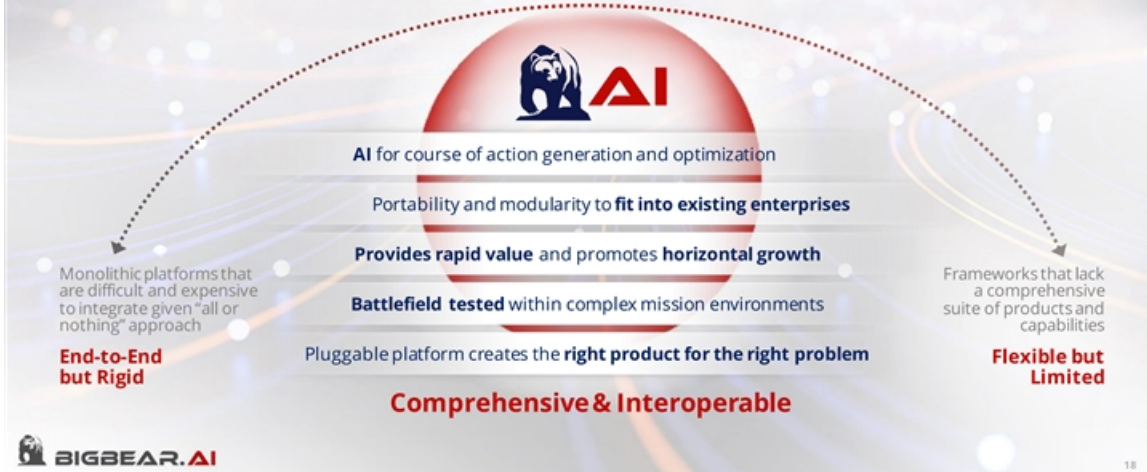 AI
AI for course of action generation and optimization
Portability and modularity to fit into existing enterprises
Provides rapid value and promotes horizontal growth
Battlefield tested within complex mission environments
Pluggable platform creates the right product for the right problem
Comprehensive & Interoperable
Monolithic platforms that
are difficult and expensive
to integrate given “all or
nothing” approach
End-to-End
but Rigid
Frameworks that lack
a comprehensive
suite of products and
capabilities
Flexible but
Limited
BIGBEAR.AI
18